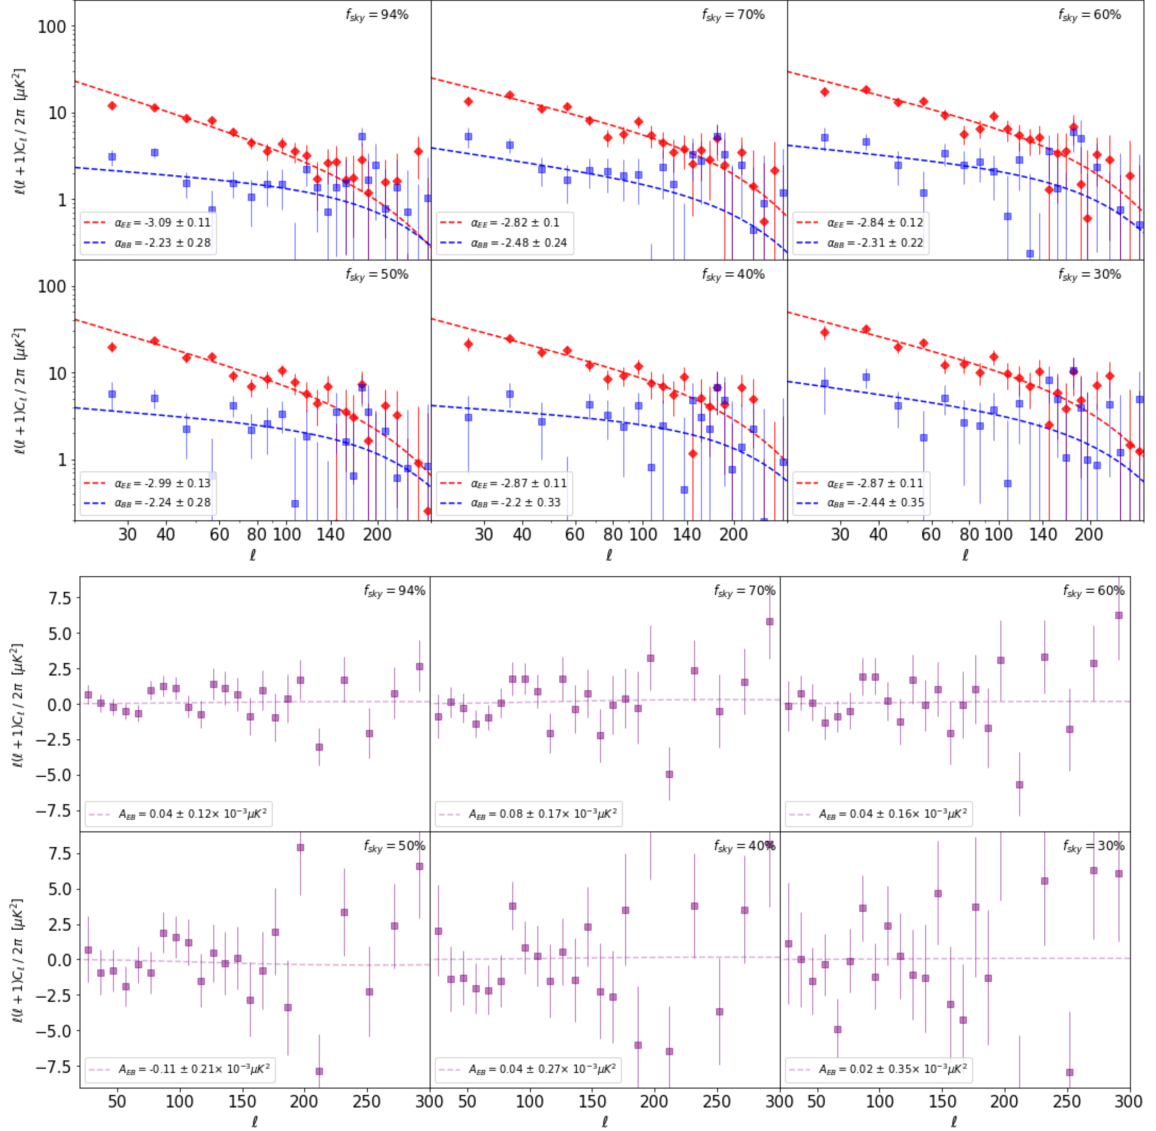 f_sky = 94%
f_sky = 70%
f_sky = 60%
100
10
1
ℓ(ℓ + 1)C_ℓ / 2π [μK²]
α_EE = -3.09 ± 0.11
α_BB = -2.23 ± 0.28
α_EE = -2.82 ± 0.1
α_BB = -2.48 ± 0.24
α_EE = -2.84 ± 0.12
α_BB = -2.31 ± 0.22
f_sky = 50%
f_sky = 40%
f_sky = 30%
100
10
1
ℓ(ℓ + 1)C_ℓ / 2π [μK²]
α_EE = -2.99 ± 0.13
α_BB = -2.24 ± 0.28
α_EE = -2.87 ± 0.11
α_BB = -2.2 ± 0.33
α_EE = -2.87 ± 0.11
α_BB = -2.44 ± 0.35
30 40 60 80 100 140 200
30 40 60 80 100 140 200
30 40 60 80 100 140 200
ℓ ℓ ℓ
f_sky = 94%
f_sky = 70%
f_sky = 60%
7.5
5.0
2.5
0.0
−2.5
−5.0
−7.5
ℓ(ℓ + 1)C_ℓ / 2π [μK²]
A_EB = 0.04 ± 0.12× 10⁻³μK²
A_EB = 0.08 ± 0.17× 10⁻³μK²
A_EB = 0.04 ± 0.16× 10⁻³μK²
f_sky = 50%
f_sky = 40%
f_sky = 30%
7.5
5.0
2.5
0.0
−2.5
−5.0
−7.5
ℓ(ℓ + 1)C_ℓ / 2π [μK²]
A_EB = -0.11 ± 0.21× 10⁻³μK²
A_EB = 0.04 ± 0.27× 10⁻³μK²
A_EB = 0.02 ± 0.35× 10⁻³μK²
50 100 150 200 250 300
50 100 150 200 250 300
50 100 150 200 250 300
ℓ ℓ ℓ